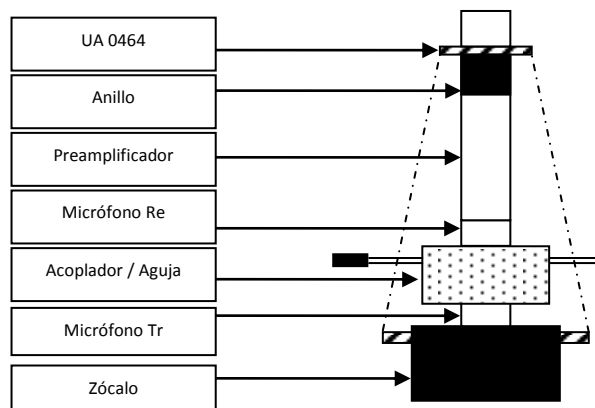 UA 0464
Anillo
Preamplificador
Micrófono Re
Acoplador / Aguja
Micrófono Tr
Zócalo